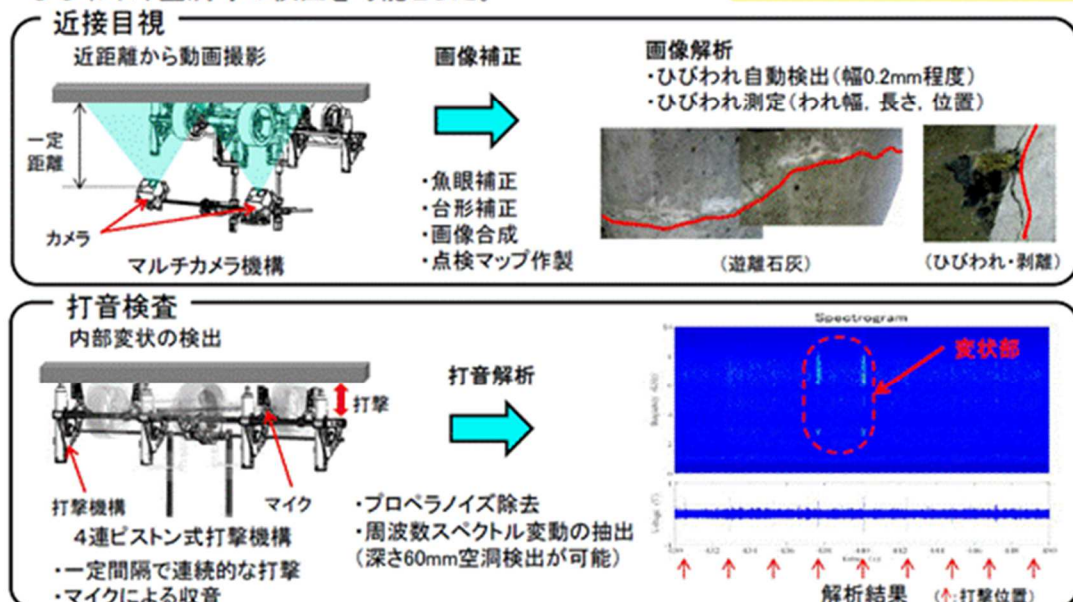 近接目視
近距離から動画撮影
画像補正
画像解析
・ひびわれ自動検出(幅0.2mm程度)
・ひびわれ測定(われ幅, 長さ, 位置)
一定
距離
・魚眼補正
・台形補正
・画像合成
・点検マップ作製
カメラ
マルチカメラ機構
(遊離石灰)
(ひびわれ・剥離)
打音検査
内部変状の検出
打音解析
Spectrogram
変状部
打撃
打撃機構
マイク
4連ピストン式打撃機構
・プロペラノイズ除去
・周波数スペクトル変動の抽出
(深さ60mm空洞検出が可能)
・一定間隔で連続的な打撃
・マイクによる収音
解析結果
(↑:打撃位置)